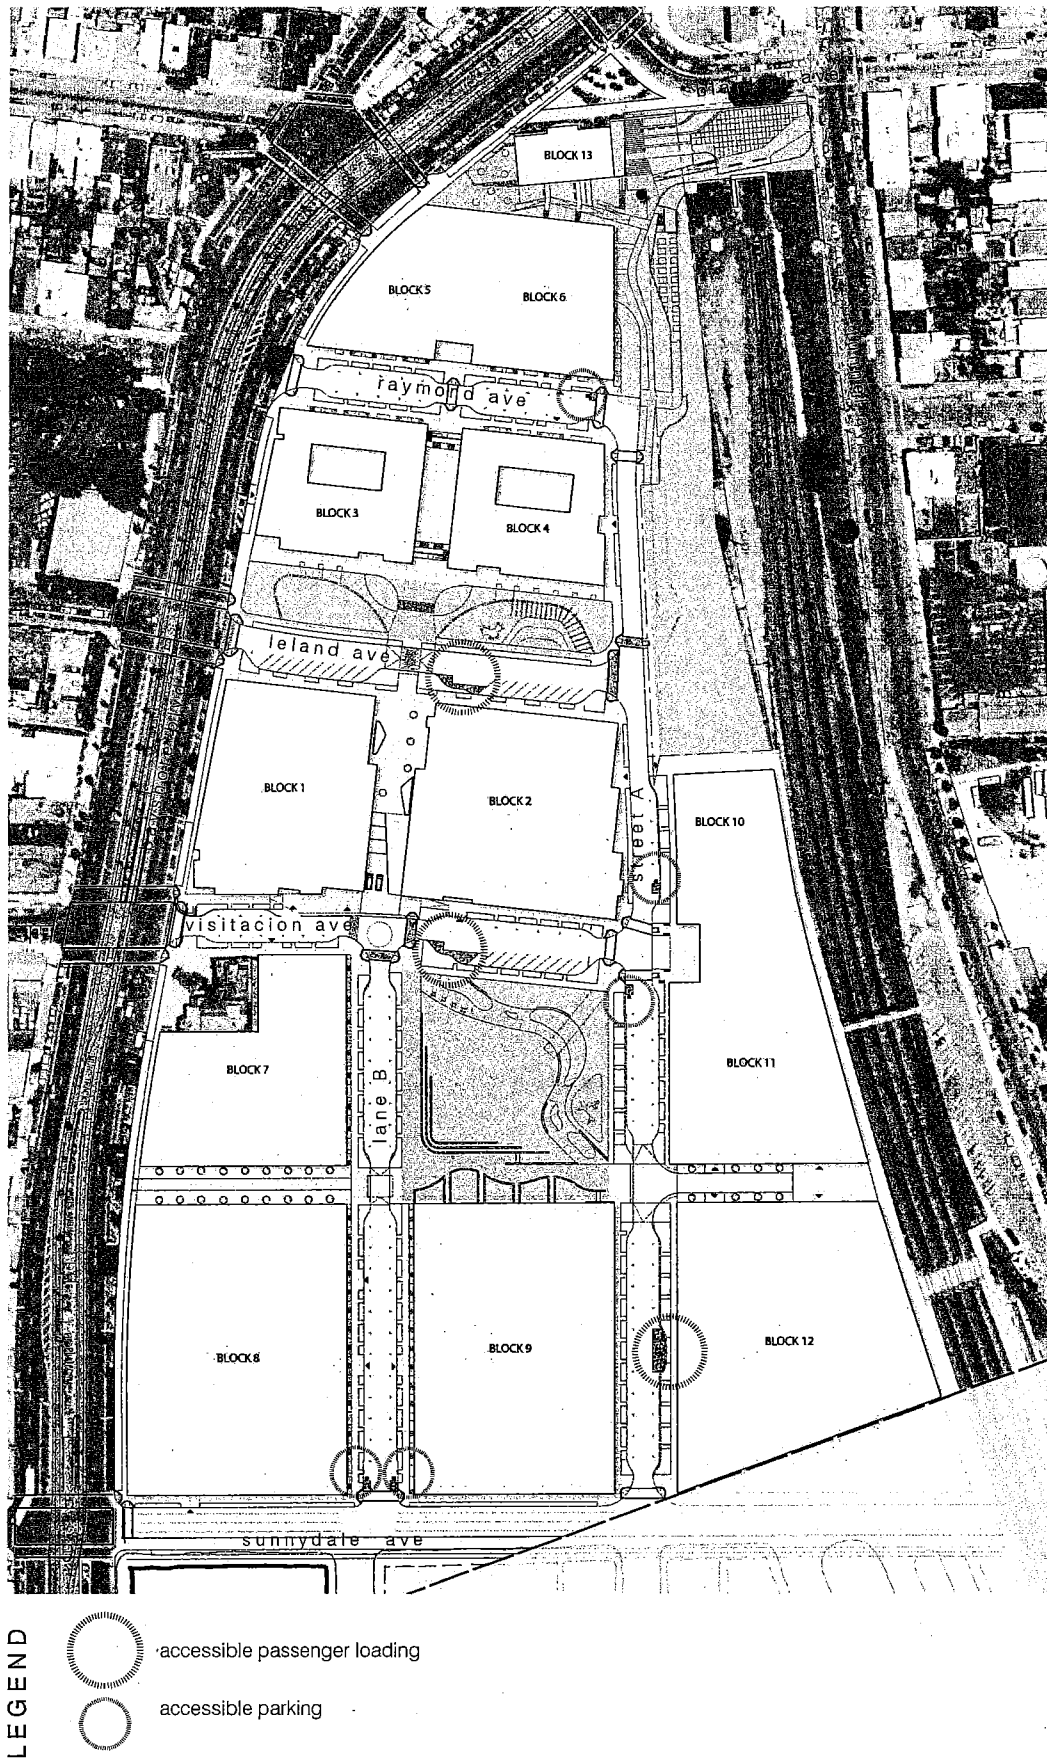 BLOCK 13
BLOCK 5
BLOCK 6
raymond ave
BLOCK 3
BLOCK 4
leland ave
BLOCK 1
BLOCK 2
street A
BLOCK 10
visitacion ave
BLOCK 7
lane B
BLOCK 11
BLOCK 8
BLOCK 9
BLOCK 12
sunnydale ave
LEGEND
accessible passenger loading
accessible parking